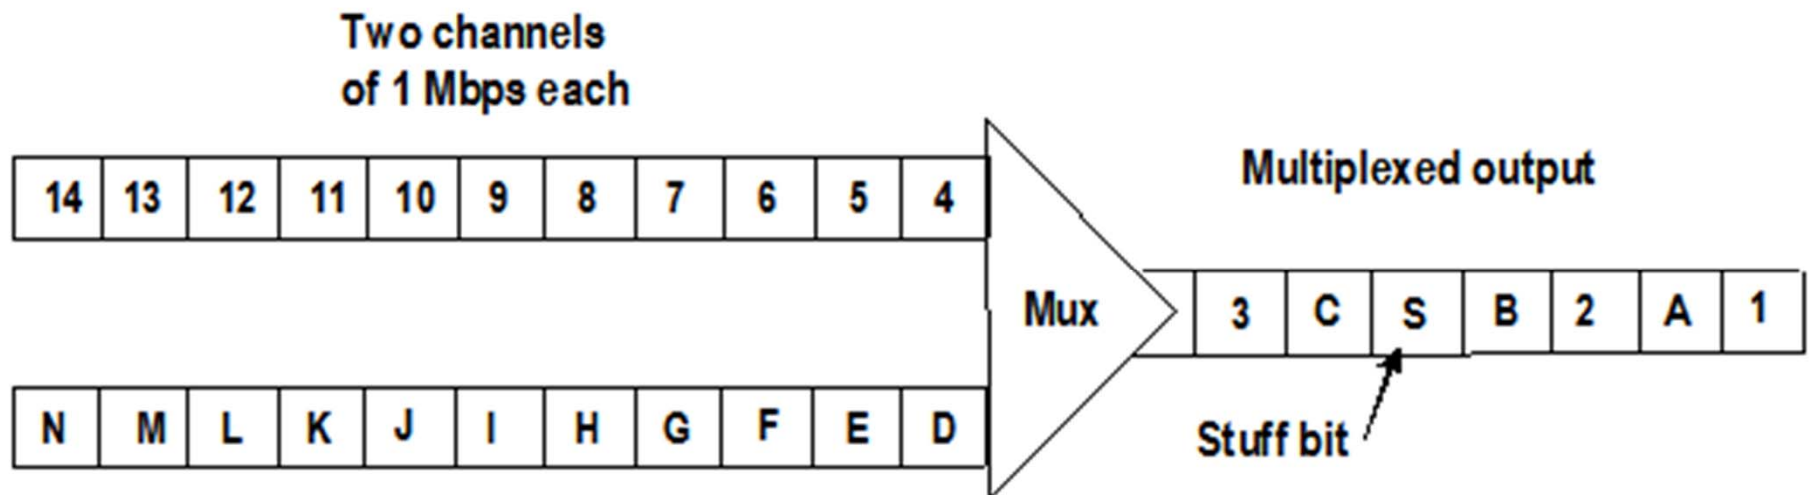 Two channels
of 1 Mbps each
Multiplexed output
14 13 12 11 10 9 8 7 6 5 4
Mux
3 C S B 2 A 1
N M L K J I H G F E D
Stuff bit